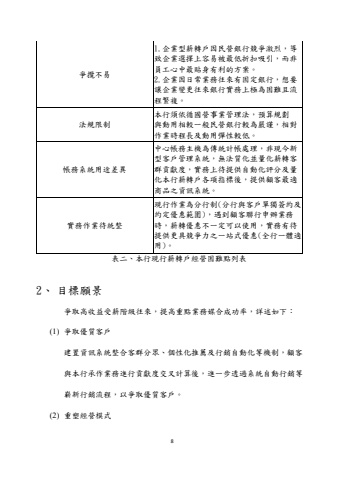 爭攬不易
1.企業型薪轉戶因民營銀行競爭激烈，導
致企業選擇上容易被最低折扣吸引，而非
員工心中最貼身有利的方案。
2.企業因日常業務往來有固定銀行，想要
讓企業變更往來銀行實務上極為困難且流
程繁複。
法規限制
本行須依循國營事業管理法，預算規劃
與動用相較一般民營銀行較為嚴謹，相對
作業時程長及動用彈性較低。
帳務系統用途差異
中心帳務主機為傳統計帳處理，非現今新
型客戶管理系統，無法質化並量化薪轉客
群貢獻度，實務上待提供自動化評分及量
化本行薪轉戶各項指標後，提供顧客最適
商品之資訊系統。
實務作業待統整
現行作業為分行制(分行與客戶單獨簽約及
約定優惠範圍)，遇到顧客聯行申辦業務
時，薪轉優惠不一定可以使用，實務有待
提供更具競爭力之一站式優惠(全行一體適
用)。
表二、本行現行薪轉戶經營困難點列表
2、 目標願景
爭取高收益受薪階級往來，提高重點業務媒合成功率，詳述如下：
(1) 爭取優質客戶
建置資訊系統整合客群分眾、個性化推薦及行銷自動化等機制，顧客
與本行承作業務進行貢獻度交叉計算後，進一步透過系統自動行銷等
嶄新行銷流程，以爭取優質客戶。
(2) 重塑經營模式
8